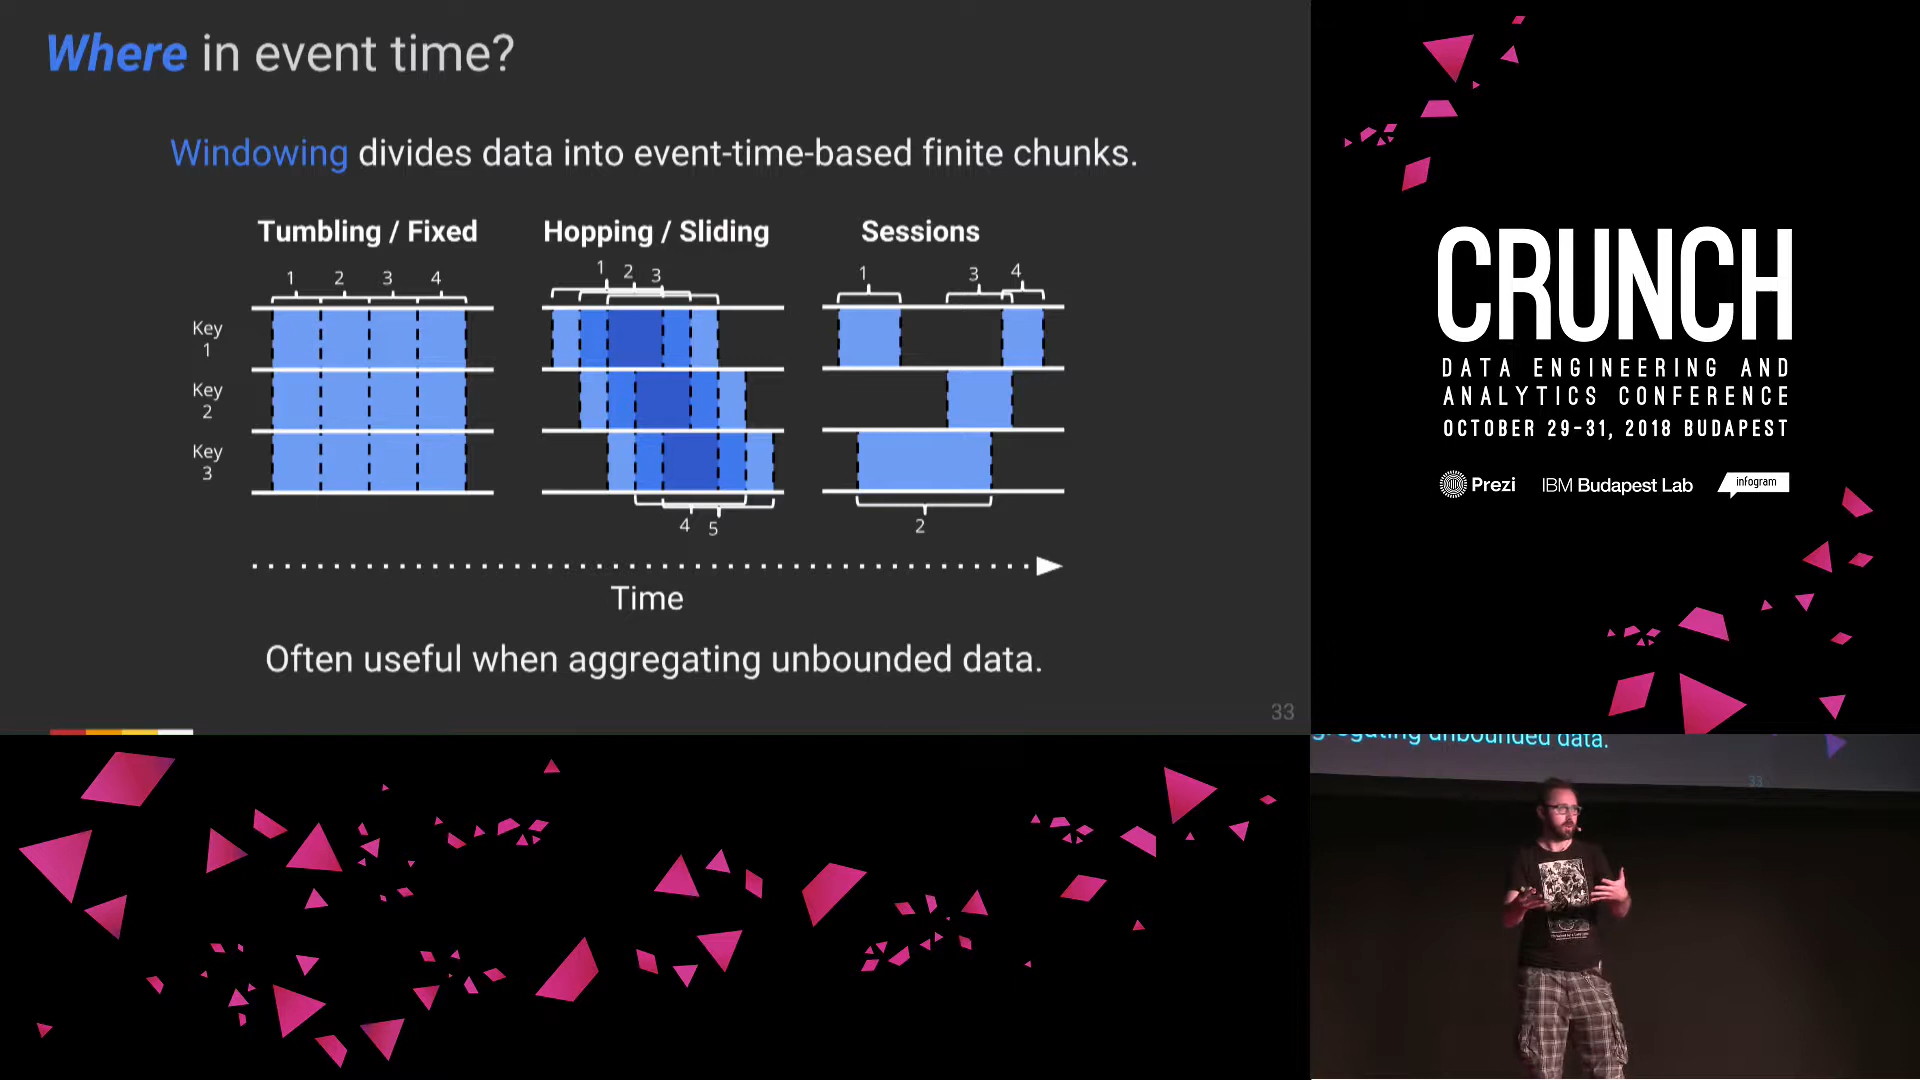 Where in event time?
Windowing divides data into event-time-based finite chunks.
Tumbling / Fixed
Hopping / Sliding
Sessions
1 2 3 4
1 2 3
1 3 4
Key
1
Key
2
Key
3
4 5
2
Time
Often useful when aggregating unbounded data.
33
CRUNCH
DATA ENGINEERING AND
ANALYTICS CONFERENCE
OCTOBER 29-31, 2018 BUDAPEST
Prezi
IBM Budapest Lab
infogram
gregating unbounded data.
33